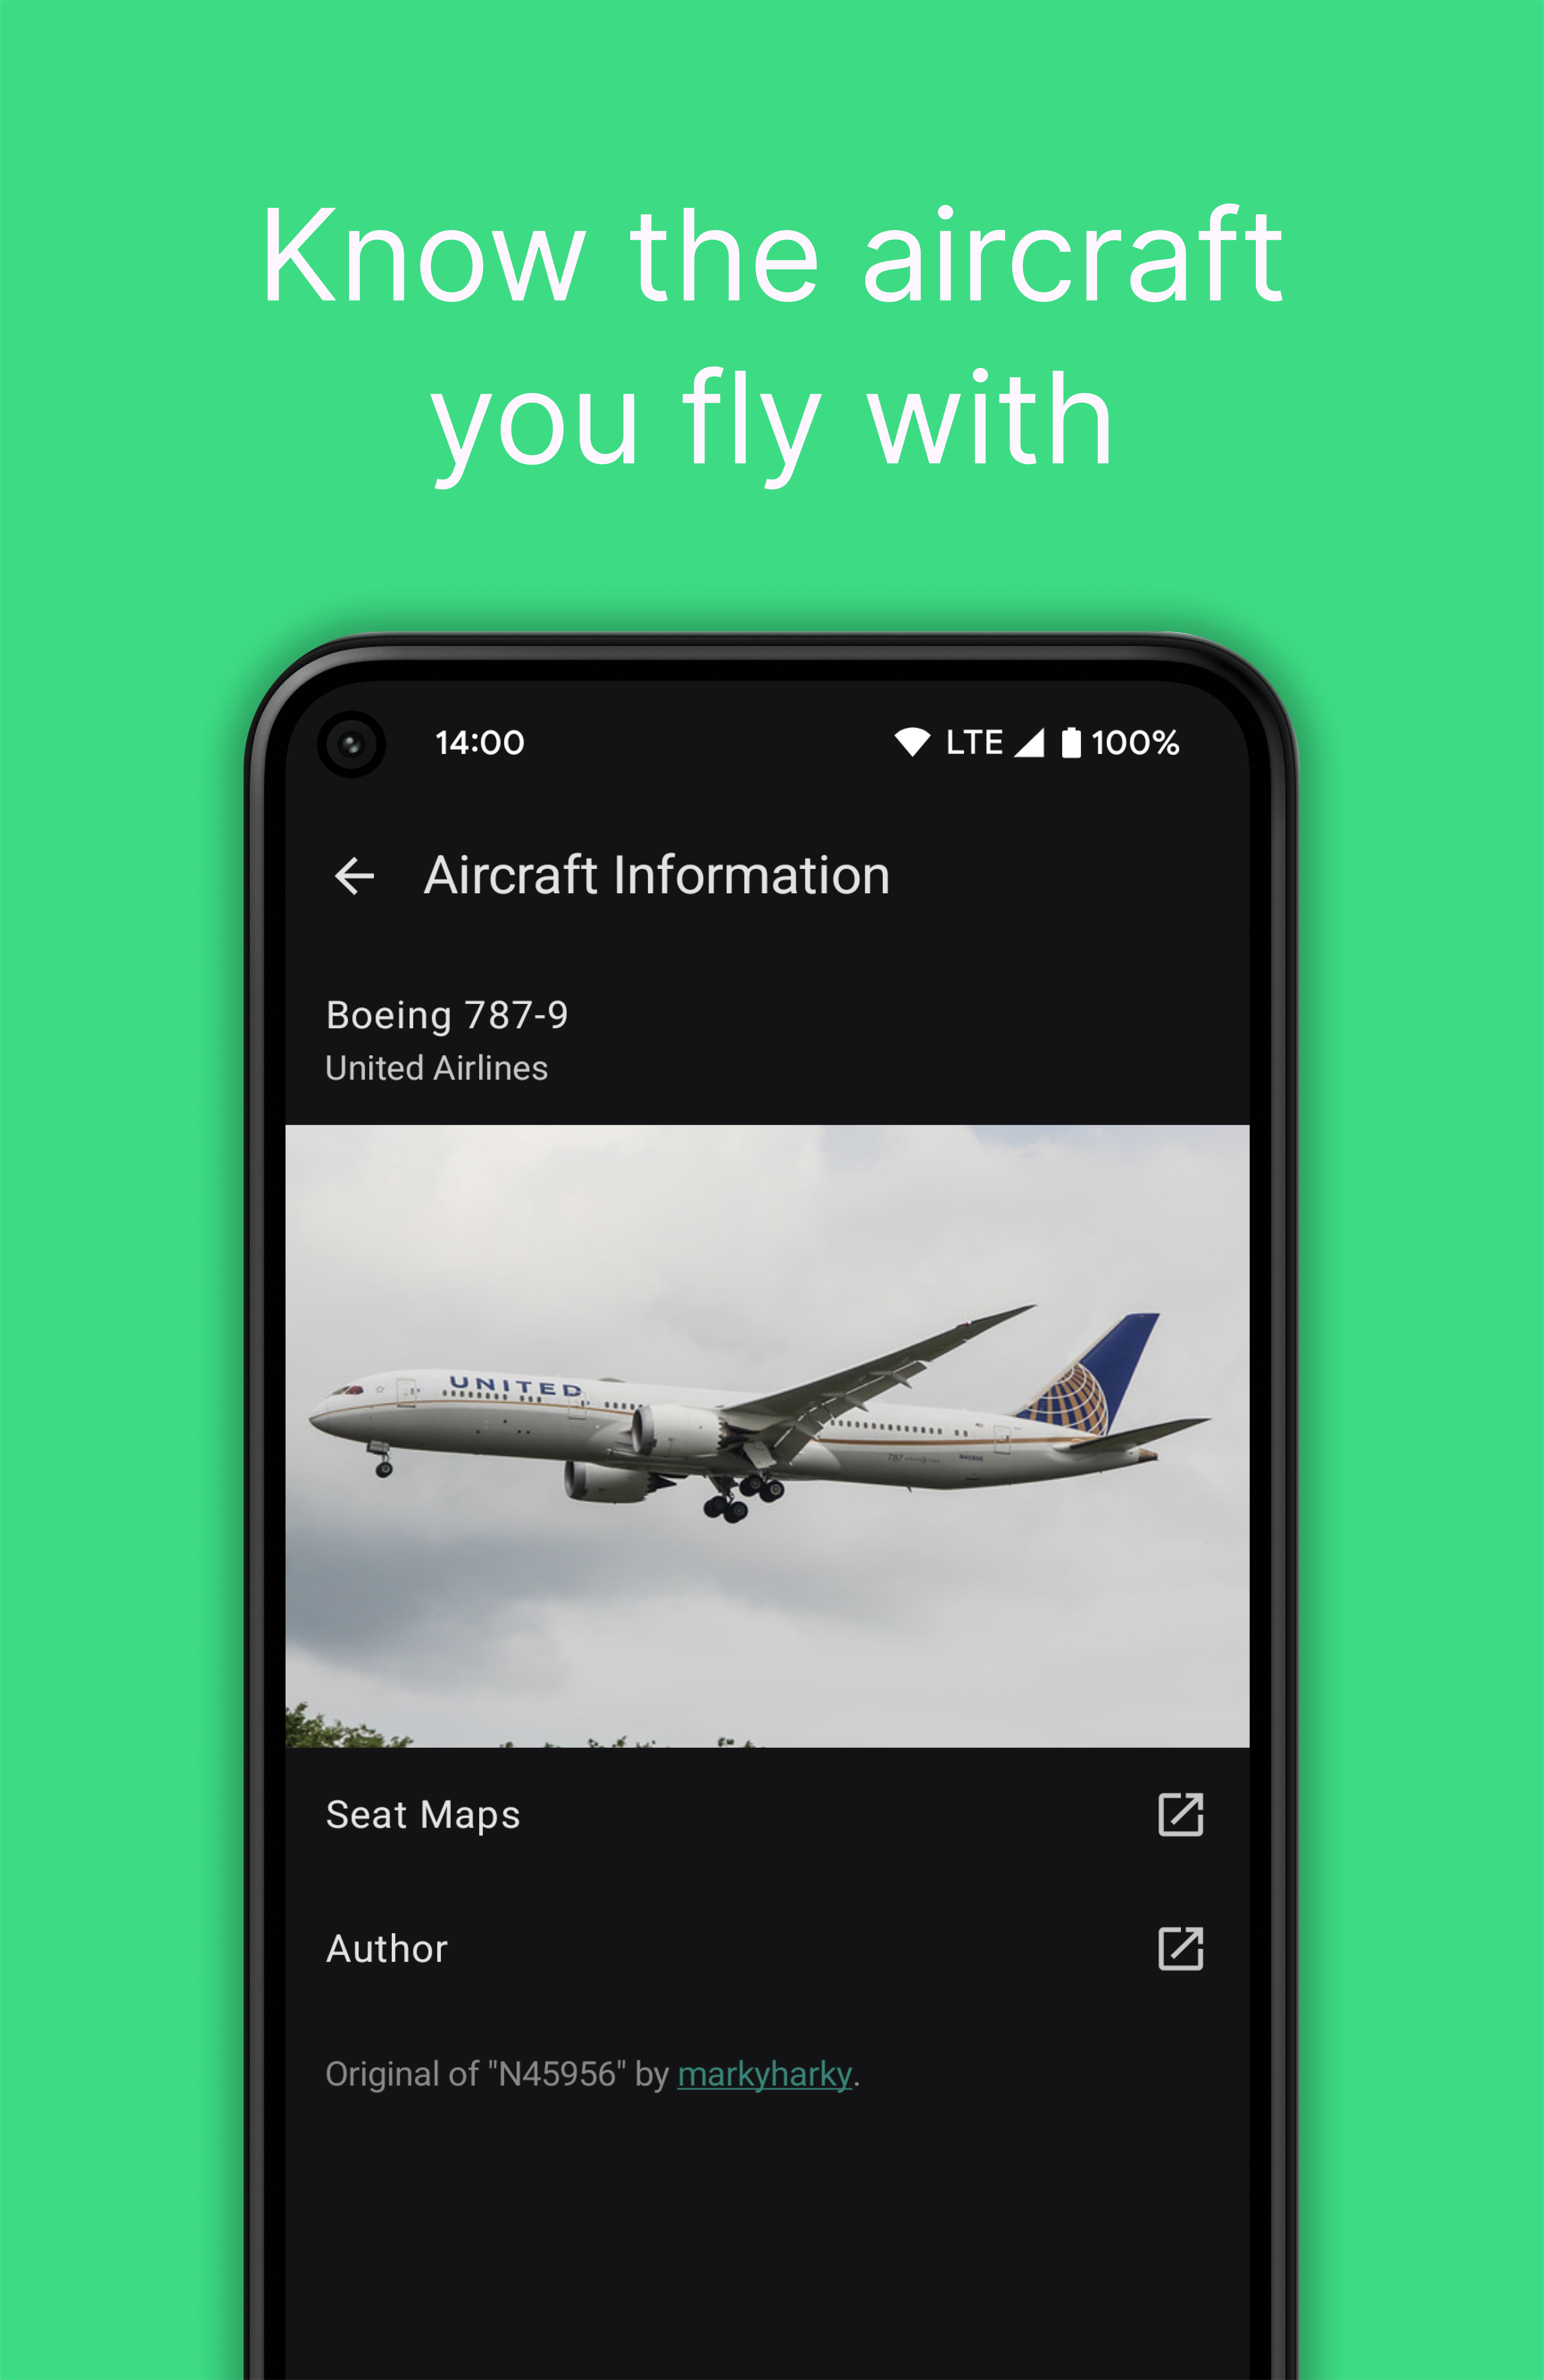 Know the aircraft
you fly with
14:00 LTE 100%
Aircraft Information
Boeing 787-9
United Airlines
UNITED
787
Seat Maps
Author
Original of "N45956" by markyharky.